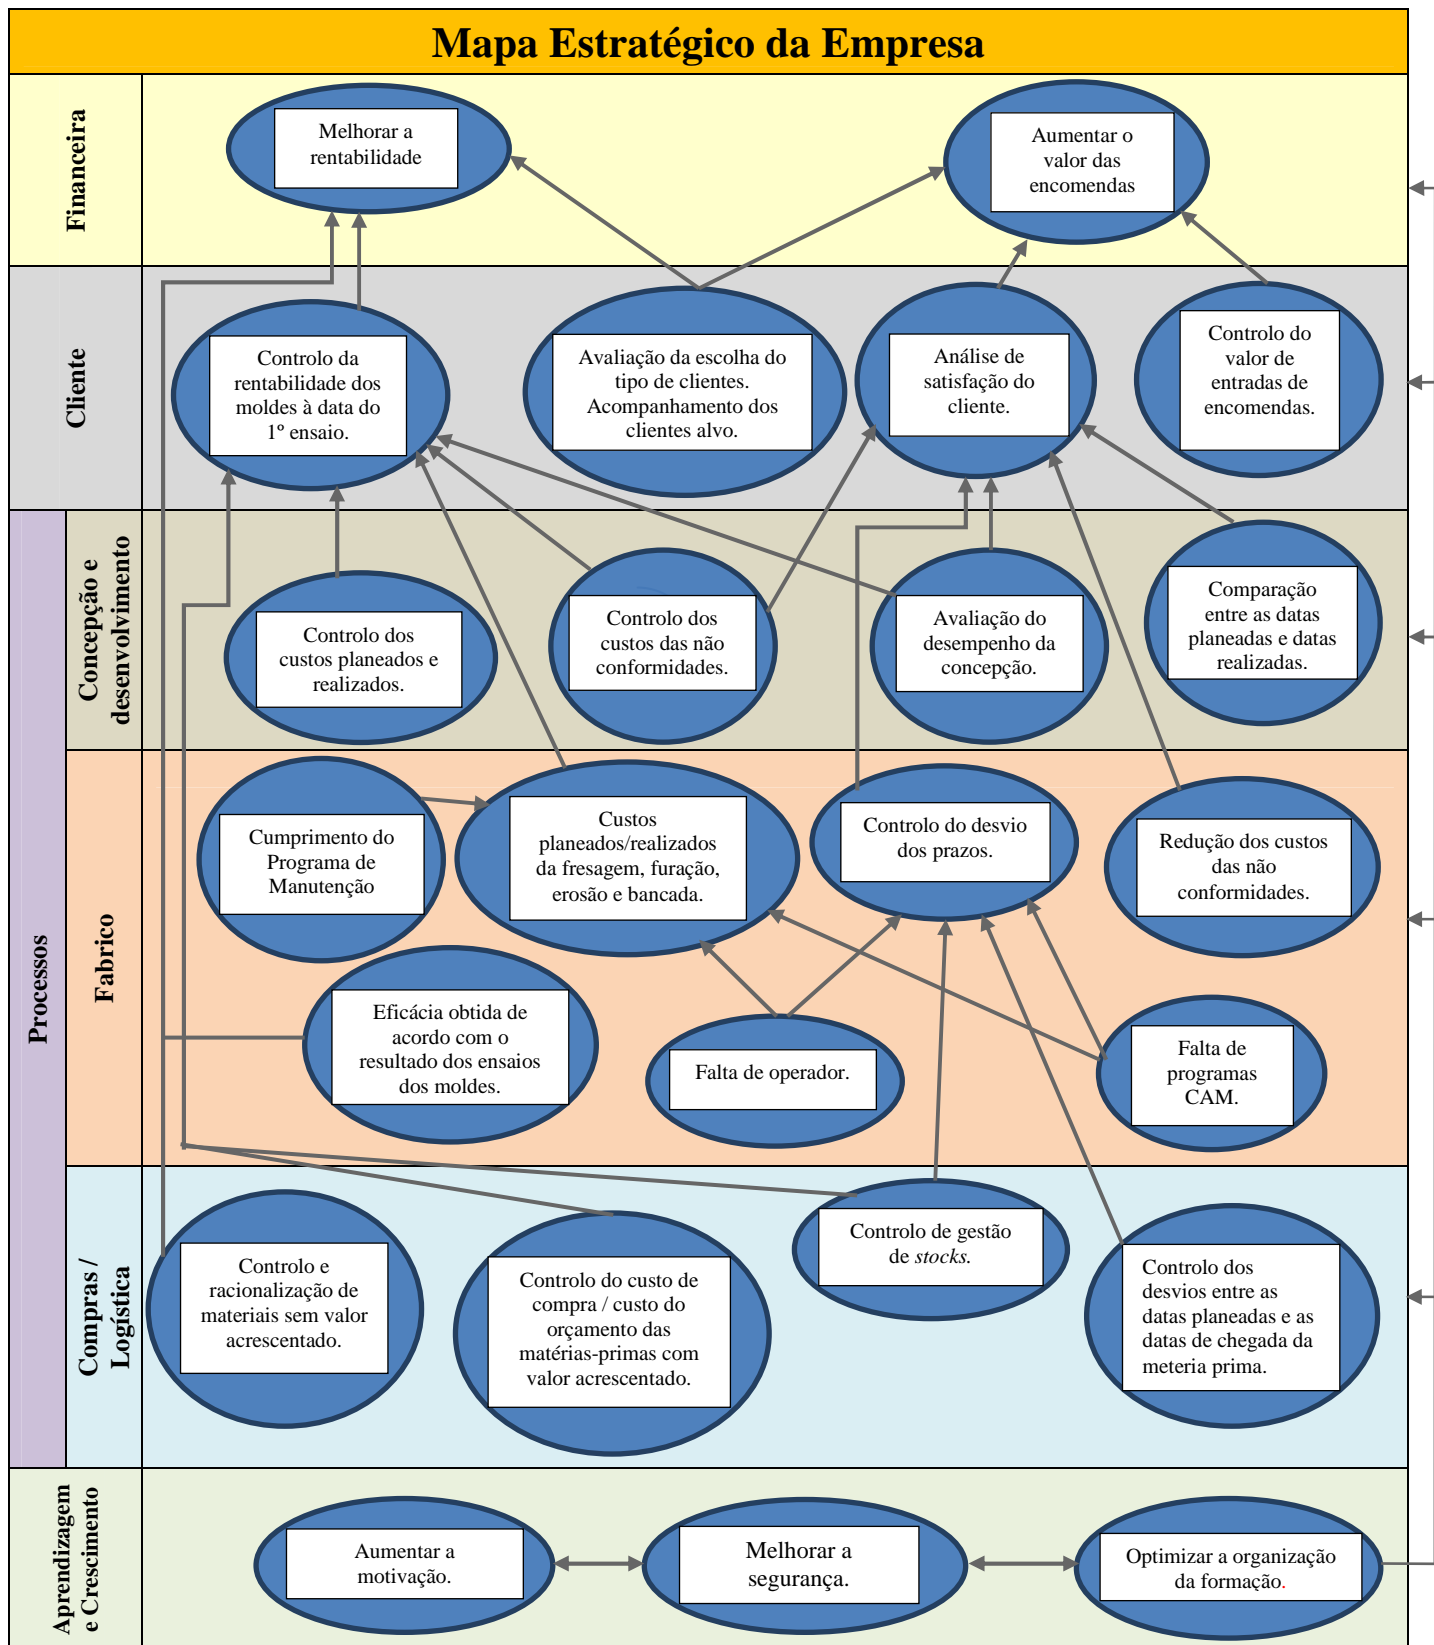 Mapa Estratégico da Empresa
Financeira
Melhorar a
rentabilidade
Aumentar o
valor das
encomendas
Cliente
Controlo da
rentabilidade dos
moldes à data do
1º ensaio.
Avaliação da escolha do
tipo de clientes.
Acompanhamento dos
clientes alvo.
Análise de
satisfação do
cliente.
Controlo do
valor de
entradas de
encomendas.
Processos
Concepção e
desenvolvimento
Controlo dos
custos planeados e
realizados.
Controlo dos
custos das não
conformidades.
Avaliação do
desempenho da
concepção.
Comparação
entre as datas
planeadas e datas
realizadas.
Fabrico
Cumprimento do
Programa de
Manutenção
Custos
planeados/realizados
da fresagem, furação,
erosão e bancada.
Controlo do desvio
dos prazos.
Redução dos custos
das não
conformidades.
Eficácia obtida de
acordo com o
resultado dos ensaios
dos moldes.
Falta de operador.
Falta de
programas
CAM.
Compras /
Logística
Controlo e
racionalização de
materiais sem valor
acrescentado.
Controlo do custo de
compra / custo do
orçamento das
matérias-primas com
valor acrescentado.
Controlo de gestão
de stocks.
Controlo dos
desvios entre as
datas planeadas e as
datas de chegada da
meteria prima.
Aprendizagem
e Crescimento
Aumentar a
motivação.
Melhorar a
segurança.
Optimizar a organização
da formação.